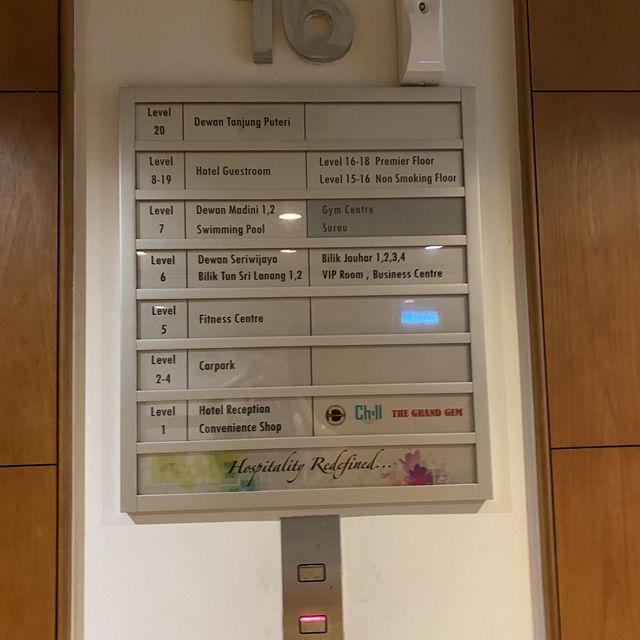 16
Level
20
Dewan Tanjung Puteri
Level
8-19
Hotel Guestroom
Level 16-18 Premier Floor
Level 15-16 Non Smoking Floor
Level
7
Dewan Madini 1,2
Swimming Pool
Gym Centre
Surau
Level
6
Dewan Seriwijaya
Bilik Tun Sri Lanang 1,2
Bilik Jauhar 1,2,3,4
VIP Room , Business Centre
Level
5
Fitness Centre
Level
2-4
Carpark
Level
1
Hotel Reception
Convenience Shop
Chill
THE GRAND GEM
Hospitality Redefined...